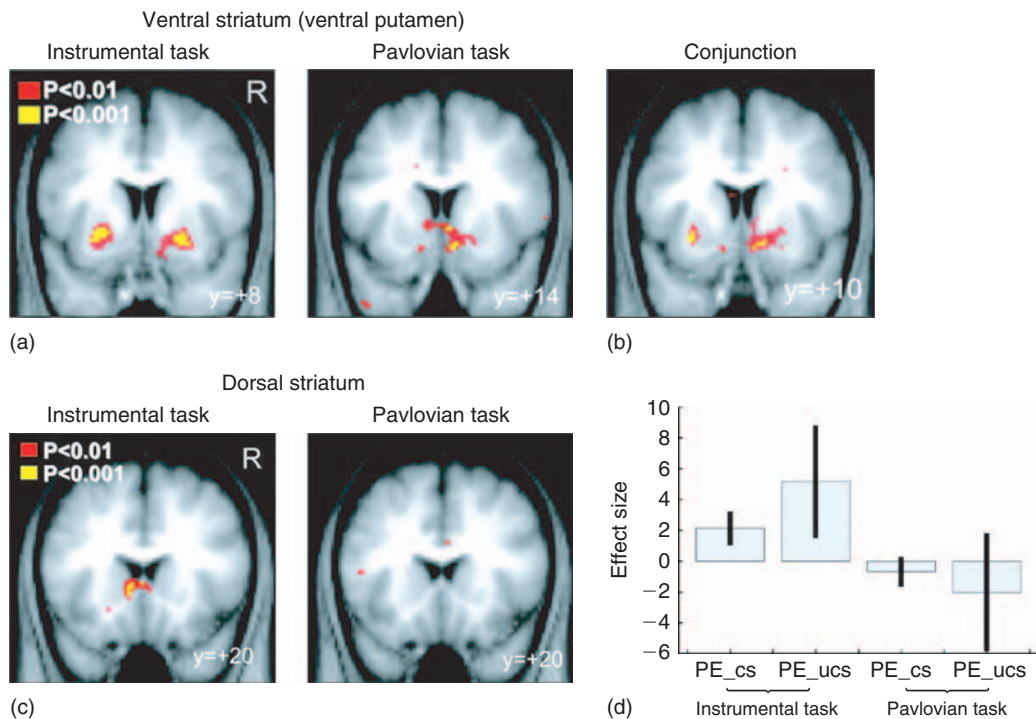 Ventral striatum (ventral putamen)
Instrumental task
Pavlovian task
Conjunction
P<0.01
P<0.001
R
y=+8
y=+14
y=+10
(a)
(b)
Dorsal striatum
Instrumental task
Pavlovian task
P<0.01
P<0.001
R
y=+20
y=+20
(c)
10
8
6
4
2
0
−2
−4
−6
Effect size
PE_cs PE_ucs PE_cs PE_ucs
Instrumental task Pavlovian task
(d)